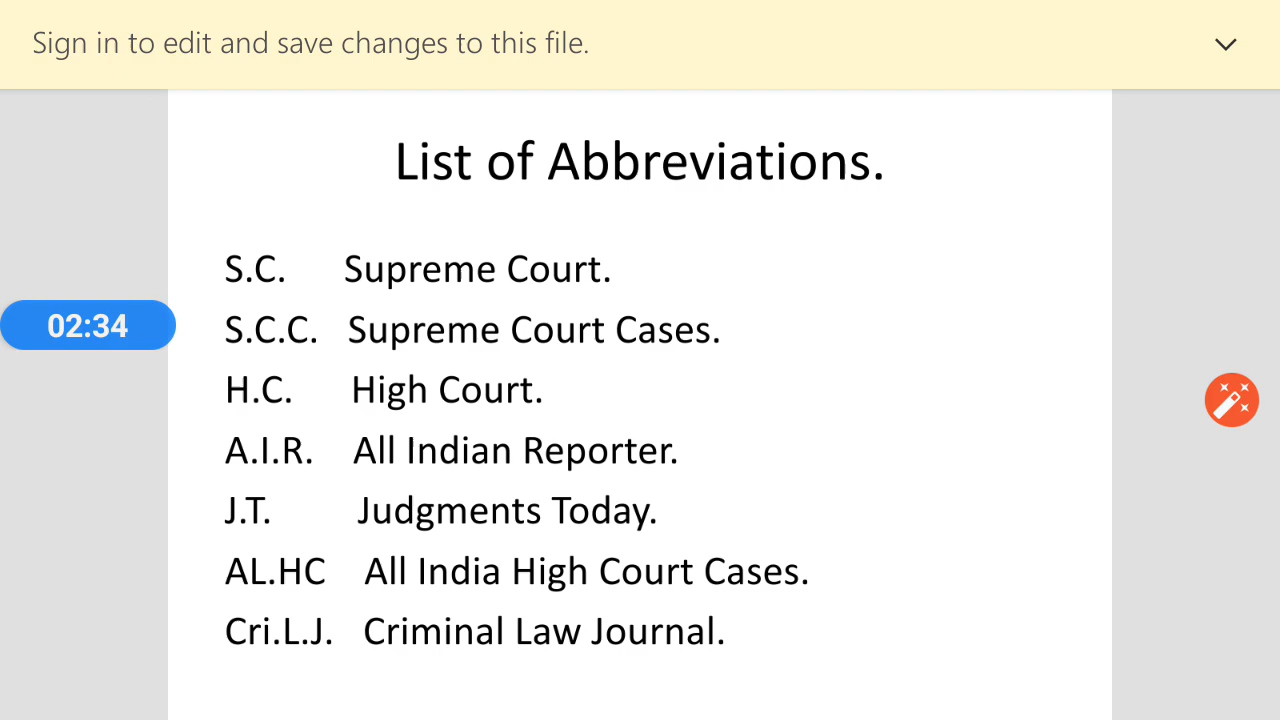 Sign in to edit and save changes to this file.
List of Abbreviations.
S.C. Supreme Court.
02:34
S.C.C. Supreme Court Cases.
H.C. High Court.
A.I.R. All Indian Reporter.
J.T. Judgments Today.
AL.HC All India High Court Cases.
Cri.L.J. Criminal Law Journal.